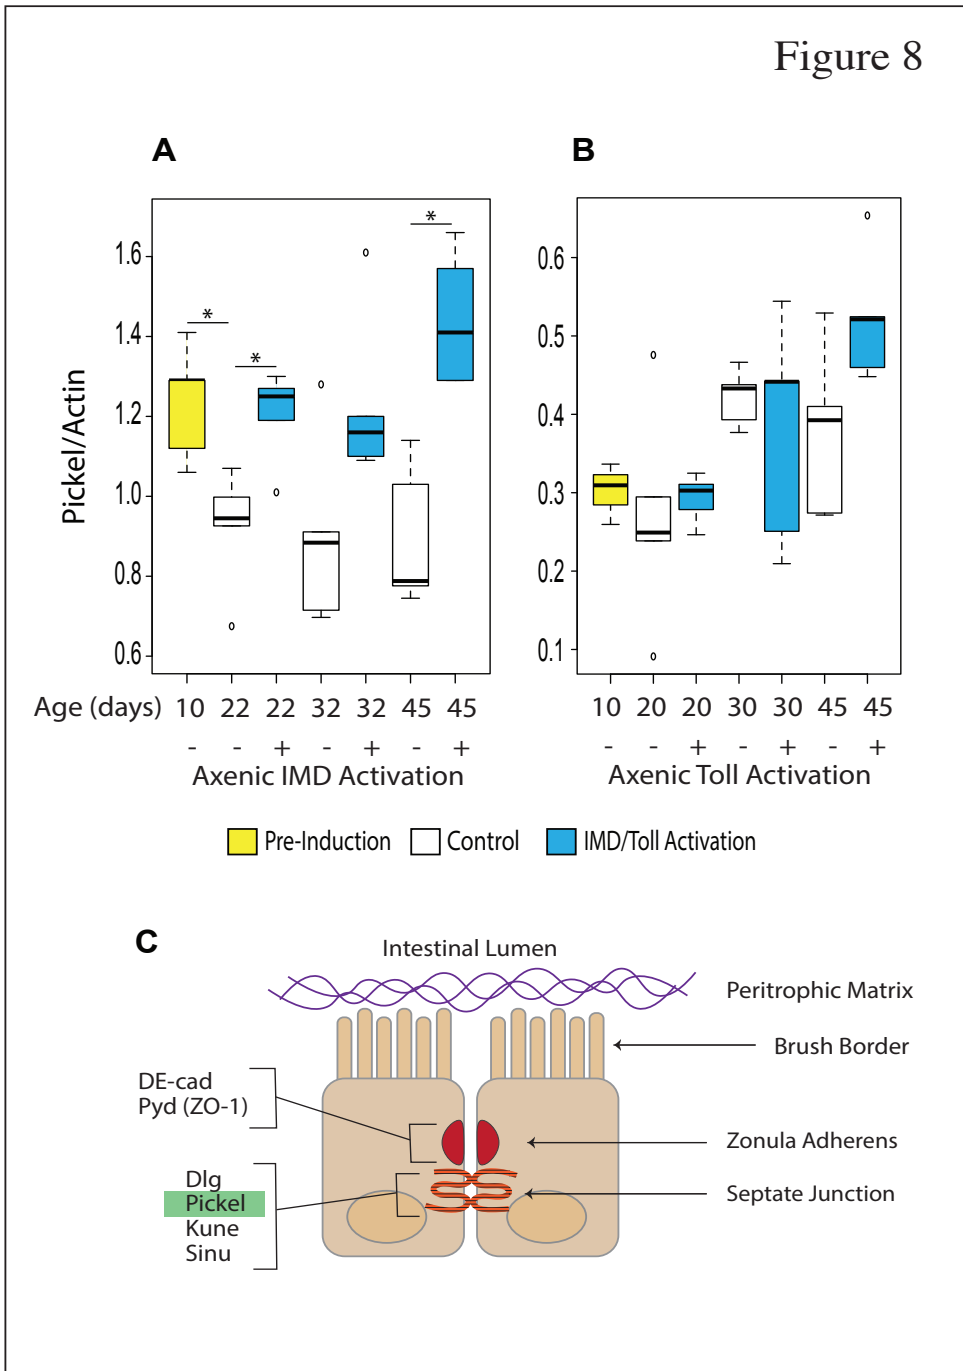 Figure 8
A
B
Pickel/Actin
1.6
1.4
1.2
1.0
0.8
0.6
*
*
*
0.6
0.5
0.4
0.3
0.2
0.1
Age (days) 10 22 22 32 32 45 45
- - + - + - +
Axenic IMD Activation
10 20 20 30 30 45 45
- - + - + - +
Axenic Toll Activation
Pre-Induction Control IMD/Toll Activation
C
Intestinal Lumen
Peritrophic Matrix
Brush Border
DE-cad
Pyd (ZO-1)
Zonula Adherens
Dlg
Pickel
Kune
Sinu
Septate Junction